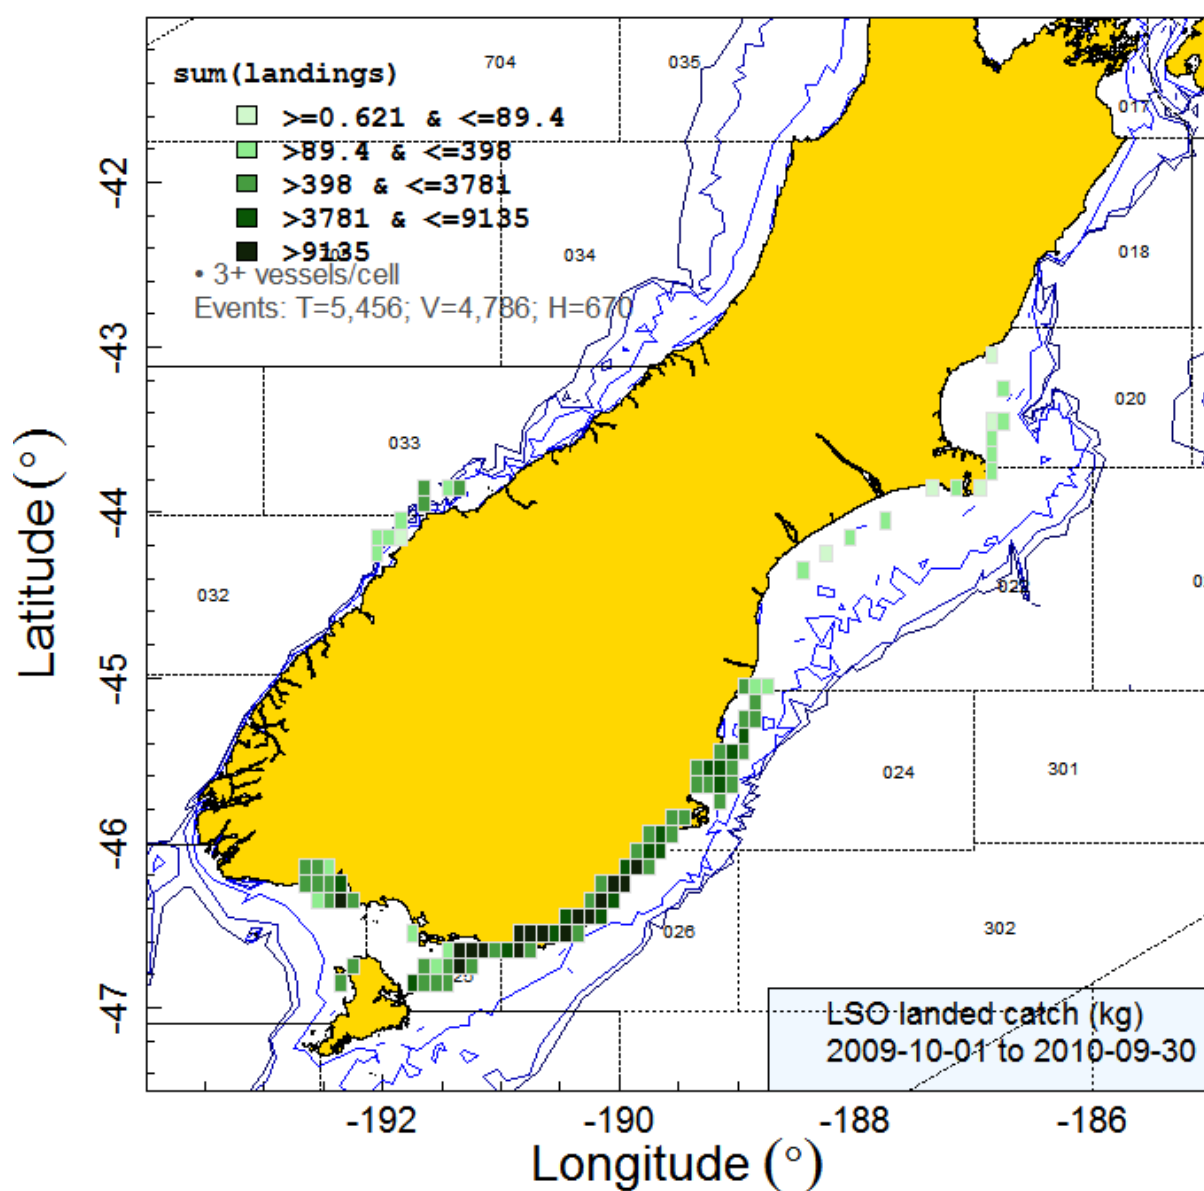 704
035
017
sum(landings)
>=0.621 & <=89.4
>89.4 & <=398
>398 & <=3781
>3781 & <=9135
>9135
034
018
• 3+ vessels/cell
Events: T=5,456; V=4,786; H=670
020
033
032
022
024
301
026
302
025
LSO landed catch (kg)
2009-10-01 to 2010-09-30
-42
-43
-44
-45
-46
-47
Latitude (°)
-192
-190
-188
-186
Longitude (°)